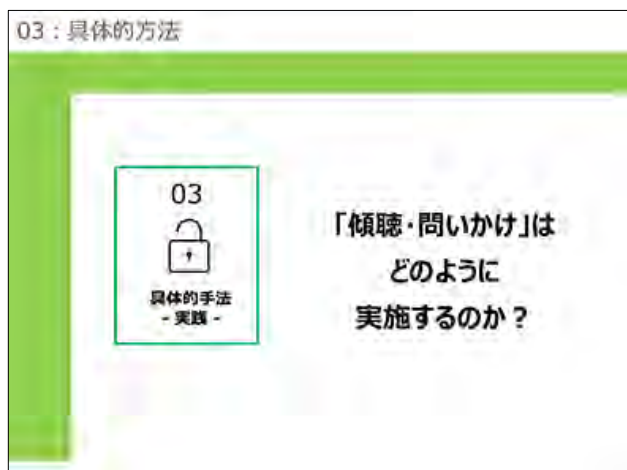 03：具体的方法
03
具体的手法
- 実践 -
「傾聴・問いかけ」は
どのように
実施するのか？